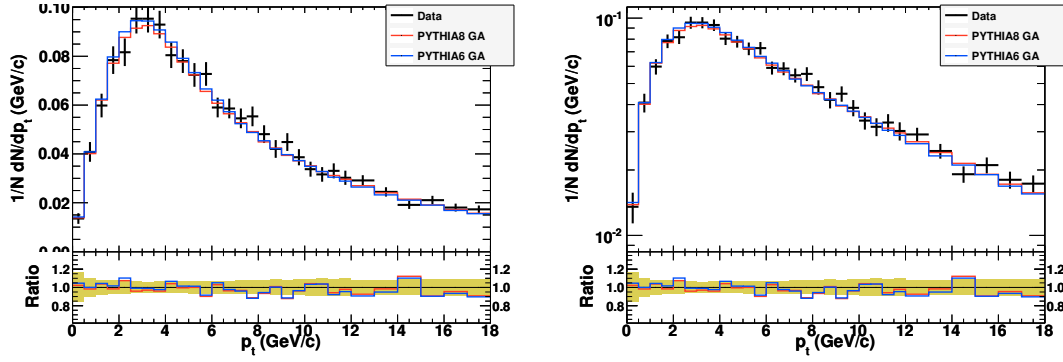 0.10
0.08
0.06
0.04
0.02
0.00
1/N dN/dp_t (GeV/c)
Data
PYTHIA8 GA
PYTHIA6 GA
1.2
1.0
0.8
Ratio
1.2
1.0
0.8
0 2 4 6 8 10 12 14 16 18
p_t (GeV/c)
10^-1
10^-2
1/N dN/dp_t (GeV/c)
Data
PYTHIA8 GA
PYTHIA6 GA
1.2
1.0
0.8
Ratio
1.2
1.0
0.8
0 2 4 6 8 10 12 14 16 18
p_t (GeV/c)